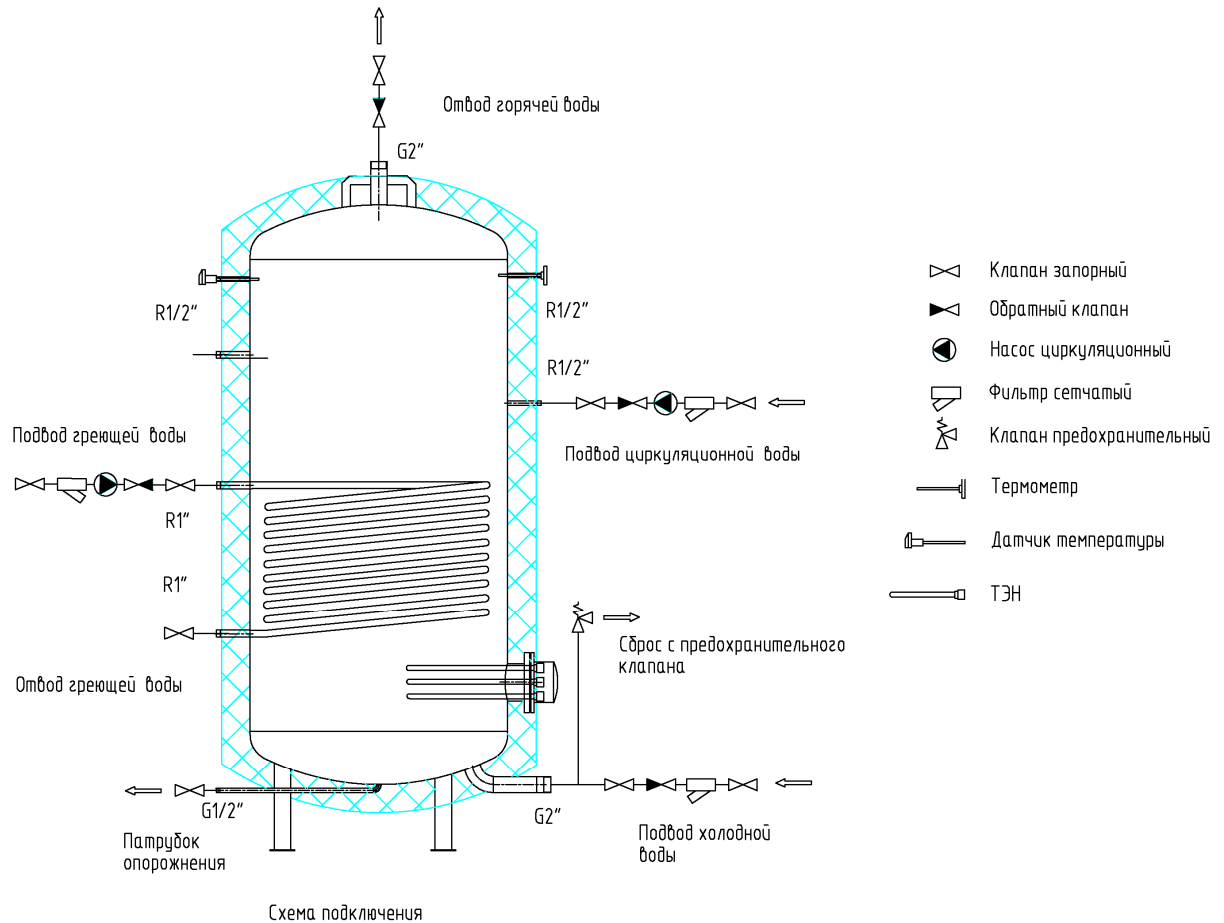 Отвод горячей воды
G2"
R1/2"
R1/2"
R1/2"
Подвод греющей воды
Подвод циркуляционной воды
R1"
R1"
Отвод греющей воды
Сброс с предохранительного
клапана
G1/2"
G2"
Патрубок
опорожнения
Подвод холодной
воды
Схема подключения
Клапан запорный
Обратный клапан
Насос циркуляционный
Фильтр сетчатый
Клапан предохранительный
Термометр
Датчик температуры
ТЭН